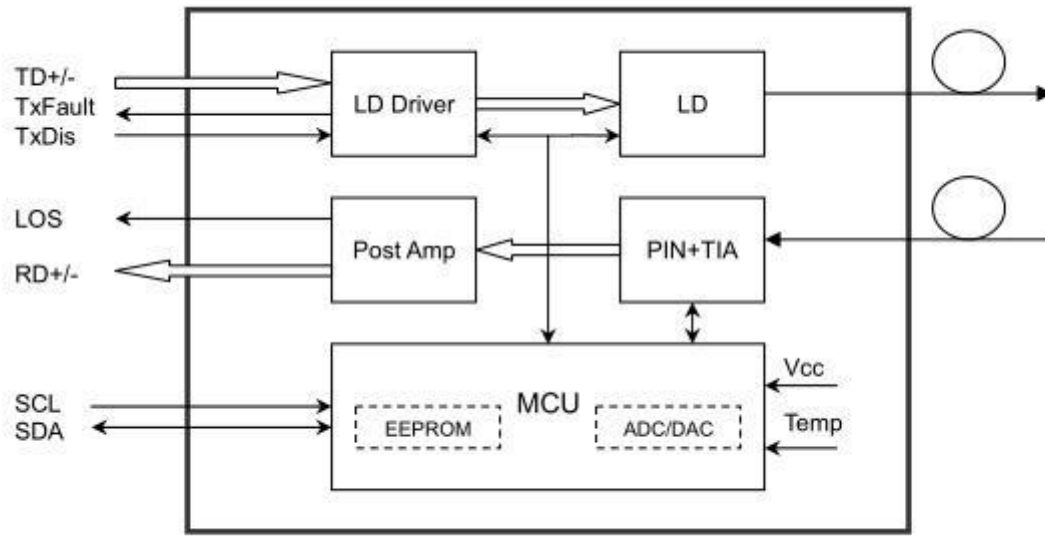 TD+/-
TxFault
TxDis
LD Driver
LD
LOS
RD+/-
Post Amp
PIN+TIA
SCL
SDA
MCU
EEPROM
ADC/DAC
Vcc
Temp